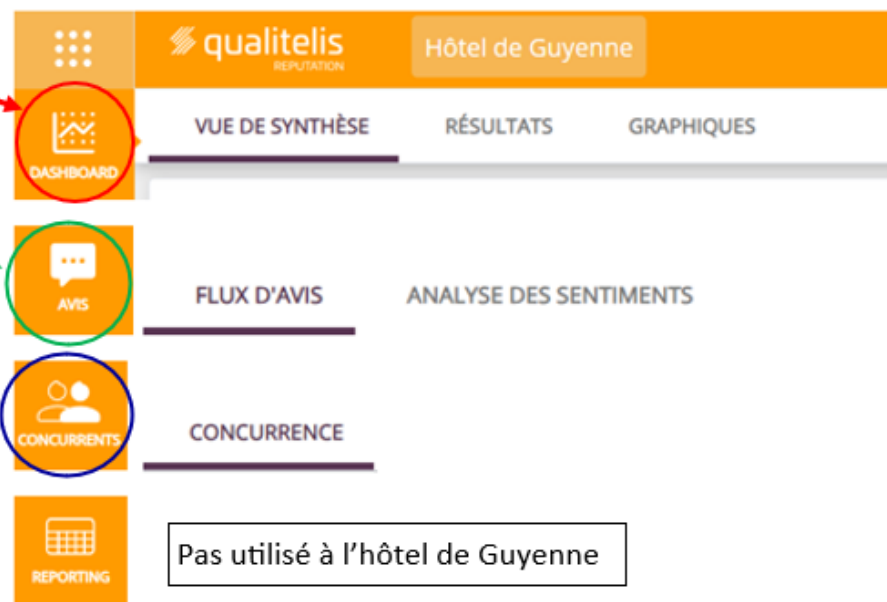 qualitelis
REPUTATION
Hôtel de Guyenne
DASHBOARD
VUE DE SYNTHÈSE
RÉSULTATS
GRAPHIQUES
AVIS
FLUX D'AVIS
ANALYSE DES SENTIMENTS
CONCURRENTS
CONCURRENCE
REPORTING
Pas utilisé à l’hôtel de Guyenne